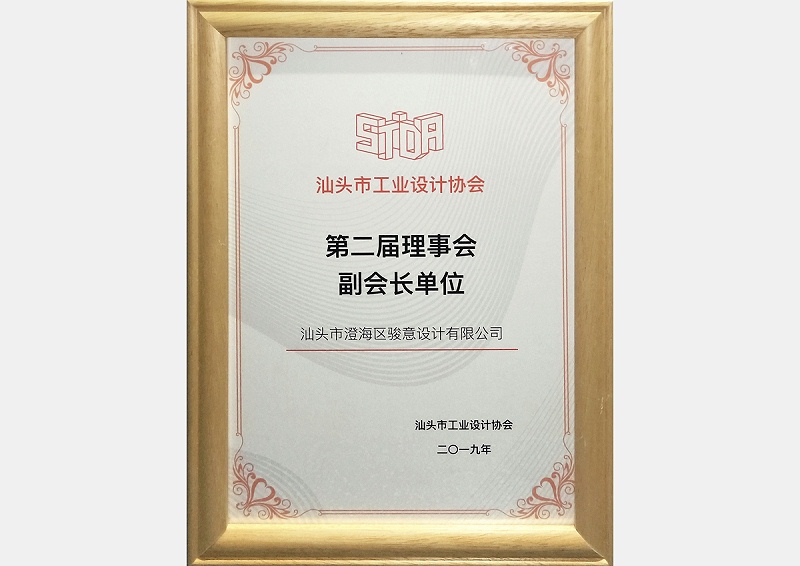 STIDA
汕头市工业设计协会
第二届理事会
副会长单位
汕头市澄海区骏意设计有限公司
汕头市工业设计协会
二〇一九年